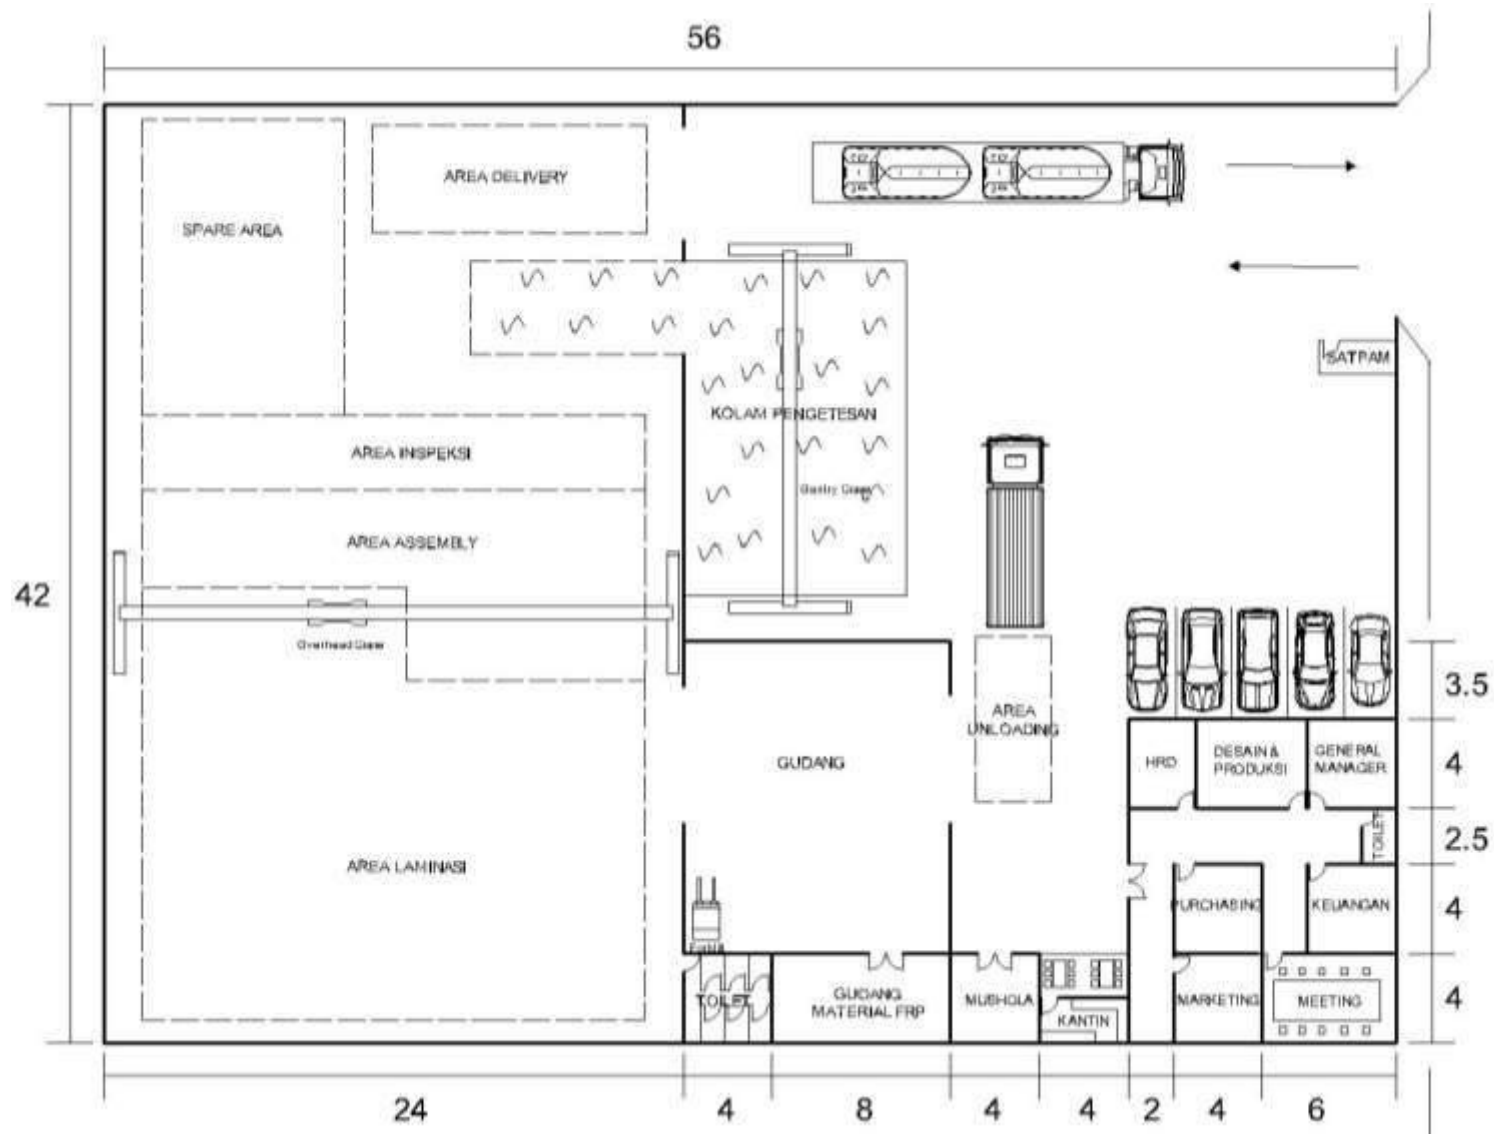 56
AREA DELIVERY
SPARE AREA
SATPAM
KOLAM PENGETESAN
AREA INSPEKSI
Gantry Crane
AREA ASSEMBLY
42
Overhead Crane
3.5
AREA
UNLOADING
GUDANG
HRD
DESAIN &
PRODUKSI
GENERAL
MANAGER
4
TOILET
2.5
AREA LAMINASI
PURCHASING
KEUANGAN
4
TOILET
GUDANG
MATERIAL FRP
MUSHOLA
KANTIN
MARKETING
MEETING
4
24
4
8
4
4
2
4
6